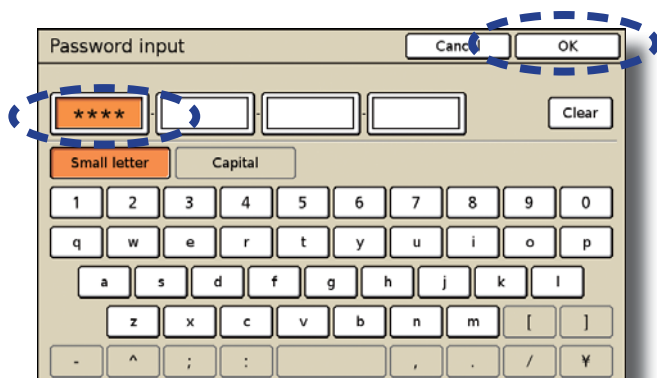 Password input Cancel OK
**** - - - Clear
Small letter Capital
1 2 3 4 5 6 7 8 9 0
q w e r t y u i o p
a s d f g h j k l
z x c v b n m [ ]
- ^ ; : , . / ¥